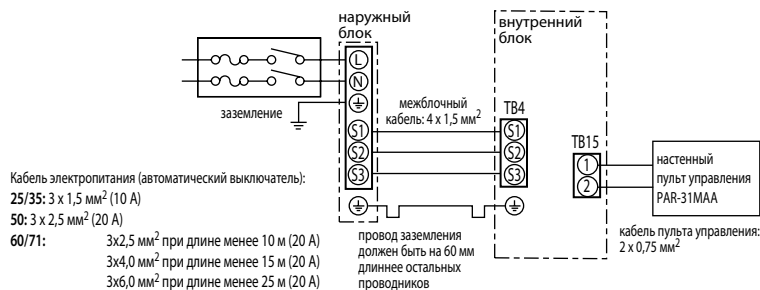 наружный
блок
внутренний
блок
L
N
заземление
межблочный
кабель: 4 х 1,5 мм²
TB4
S1
S2
S3
S1
S2
S3
TB15
1
2
настенный
пульт управления
PAR-31MAA
кабель пульта управления:
2 х 0,75 мм²
провод заземления
должен быть на 60 мм
длиннее остальных
проводников
Кабель электропитания (автоматический выключатель):
25/35: 3 х 1,5 мм² (10 А)
50: 3 х 2,5 мм² (20 А)
60/71: 3х2,5 мм² при длине менее 10 м (20 А)
3х4,0 мм² при длине менее 15 м (20 А)
3х6,0 мм² при длине менее 25 м (20 А)